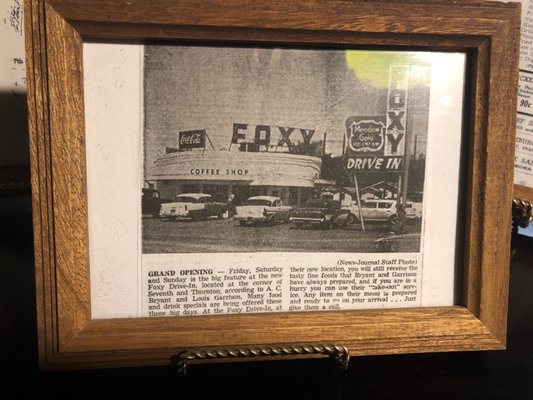 Coca-Cola
FOXY
COFFEE SHOP
Meadow
Gold
ICE CREAM
FOXY
DRIVE IN
(News-Journal Staff Photo)
GRAND OPENING — Friday, Saturday
and Sunday is the big feature at the new
Foxy Drive-In, located at the corner of
Seventh and Thornton, according to A. C.
Bryant and Louis Garrison. Many food
and drink specials are being offered these
three big days. At the Foxy Drive-In, at
their new location, you will still receive the
tasty fine foods that Bryant and Garrison
have always prepared, and if you are in a
hurry you can use their "take-out" serv-
ice. Any item on their menu is prepared
and ready to go on your arrival . . . Just
give them a call.
90c